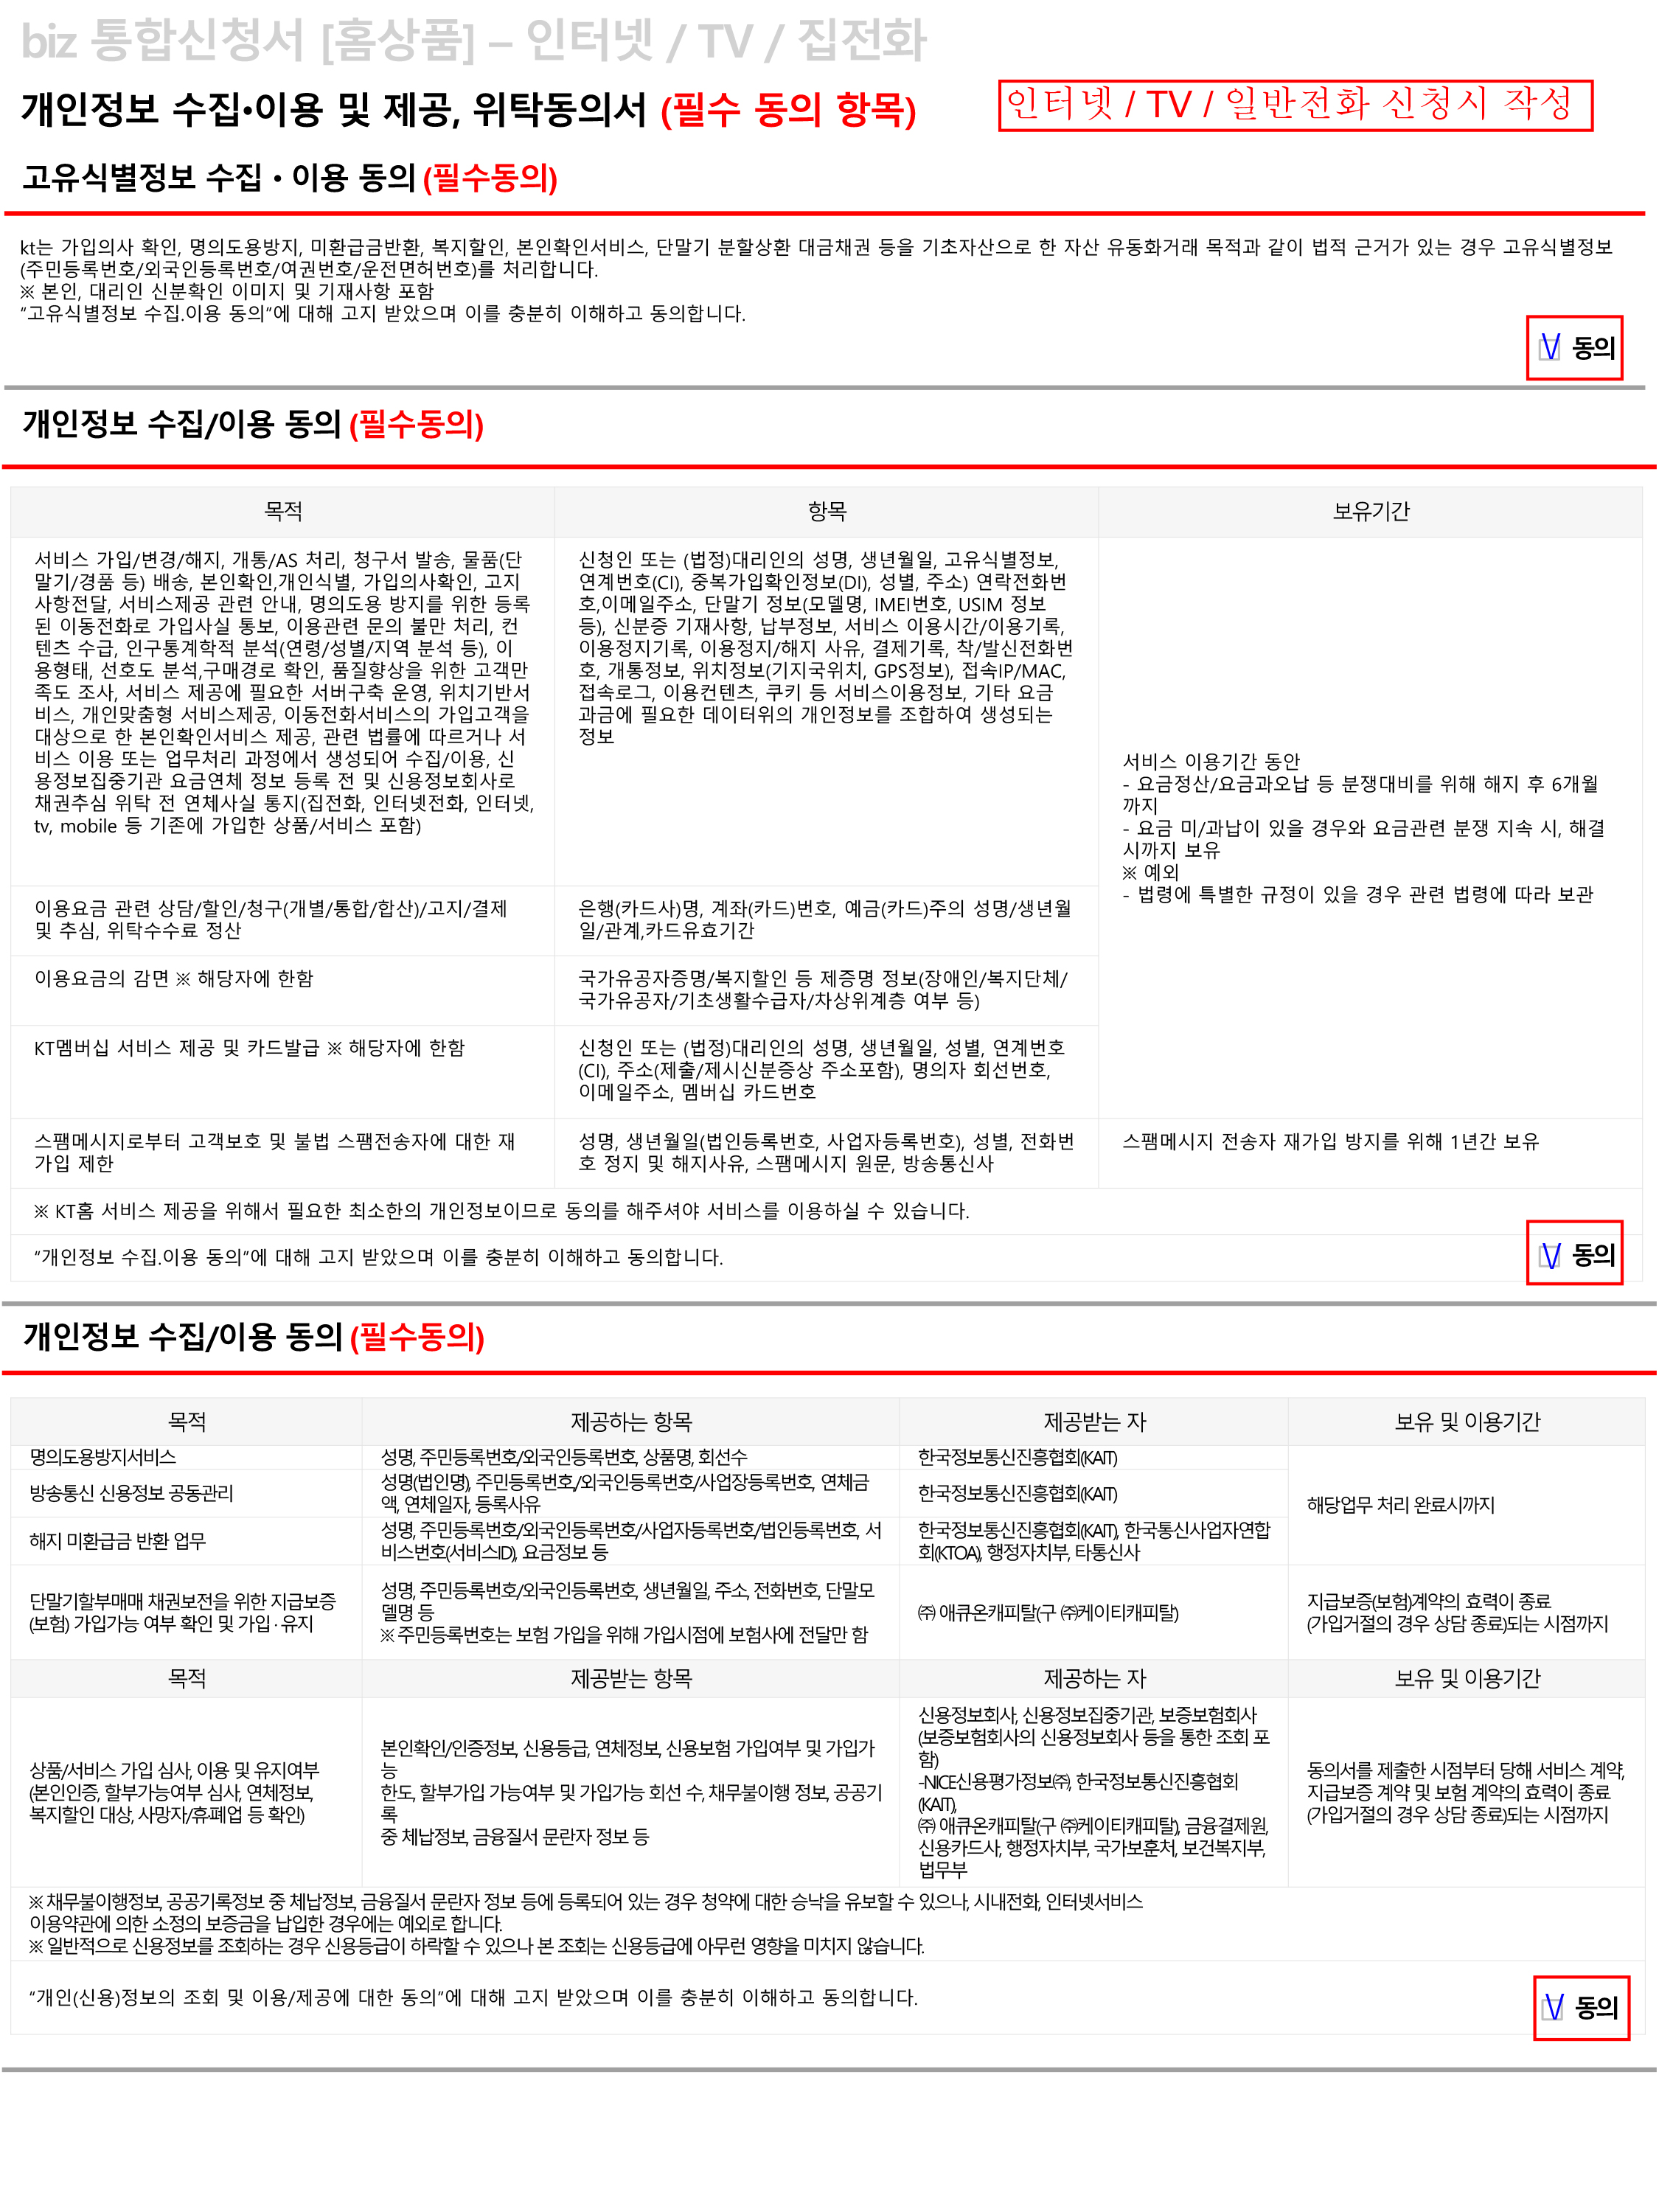 biz 통합신청서 [홈상품] – 인터넷 / TV / 집전화
개인정보 수집•이용 및 제공, 위탁동의서 (필수 동의 항목)
인터넷 / TV / 일반전화 신청시 작성
고유식별정보 수집 • 이용 동의 (필수동의)
kt는 가입의사 확인, 명의도용방지, 미환급금반환, 복지할인, 본인확인서비스, 단말기 분할상환 대금채권 등을 기초자산으로 한 자산 유동화거래 목적과 같이 법적 근거가 있는 경우 고유식별정보
(주민등록번호/외국인등록번호/여권번호/운전면허번호)를 처리합니다.
※ 본인, 대리인 신분확인 이미지 및 기재사항 포함
“고유식별정보 수집.이용 동의”에 대해 고지 받았으며 이를 충분히 이해하고 동의합니다.
V 동의
개인정보 수집/이용 동의 (필수동의)
목적
항목
보유기간
서비스 가입/변경/해지, 개통/AS 처리, 청구서 발송, 물품(단
말기/경품 등) 배송, 본인확인,개인식별, 가입의사확인, 고지
사항전달, 서비스제공 관련 안내, 명의도용 방지를 위한 등록
된 이동전화로 가입사실 통보, 이용관련 문의 불만 처리, 컨
텐츠 수급, 인구통계학적 분석(연령/성별/지역 분석 등), 이
용형태, 선호도 분석,구매경로 확인, 품질향상을 위한 고객만
족도 조사, 서비스 제공에 필요한 서버구축 운영, 위치기반서
비스, 개인맞춤형 서비스제공, 이동전화서비스의 가입고객을
대상으로 한 본인확인서비스 제공, 관련 법률에 따르거나 서
비스 이용 또는 업무처리 과정에서 생성되어 수집/이용, 신
용정보집중기관 요금연체 정보 등록 전 및 신용정보회사로
채권추심 위탁 전 연체사실 통지(집전화, 인터넷전화, 인터넷,
tv, mobile 등 기존에 가입한 상품/서비스 포함)
신청인 또는 (법정)대리인의 성명, 생년월일, 고유식별정보,
연계번호(CI), 중복가입확인정보(DI), 성별, 주소) 연락전화번
호,이메일주소, 단말기 정보(모델명, IMEI번호, USIM 정보
등), 신분증 기재사항, 납부정보, 서비스 이용시간/이용기록,
이용정지기록, 이용정지/해지 사유, 결제기록, 착/발신전화번
호, 개통정보, 위치정보(기지국위치, GPS정보), 접속IP/MAC,
접속로그, 이용컨텐츠, 쿠키 등 서비스이용정보, 기타 요금
과금에 필요한 데이터위의 개인정보를 조합하여 생성되는
정보
서비스 이용기간 동안
- 요금정산/요금과오납 등 분쟁대비를 위해 해지 후 6개월
까지
- 요금 미/과납이 있을 경우와 요금관련 분쟁 지속 시, 해결
시까지 보유
※ 예외
- 법령에 특별한 규정이 있을 경우 관련 법령에 따라 보관
이용요금 관련 상담/할인/청구(개별/통합/합산)/고지/결제
및 추심, 위탁수수료 정산
은행(카드사)명, 계좌(카드)번호, 예금(카드)주의 성명/생년월
일/관계,카드유효기간
이용요금의 감면 ※ 해당자에 한함
국가유공자증명/복지할인 등 제증명 정보(장애인/복지단체/
국가유공자/기초생활수급자/차상위계층 여부 등)
KT멤버십 서비스 제공 및 카드발급 ※ 해당자에 한함
신청인 또는 (법정)대리인의 성명, 생년월일, 성별, 연계번호
(CI), 주소(제출/제시신분증상 주소포함), 명의자 회선번호,
이메일주소, 멤버십 카드번호
스팸메시지로부터 고객보호 및 불법 스팸전송자에 대한 재
가입 제한
성명, 생년월일(법인등록번호, 사업자등록번호), 성별, 전화번
호 정지 및 해지사유, 스팸메시지 원문, 방송통신사
스팸메시지 전송자 재가입 방지를 위해 1년간 보유
※ KT홈 서비스 제공을 위해서 필요한 최소한의 개인정보이므로 동의를 해주셔야 서비스를 이용하실 수 있습니다.
“개인정보 수집.이용 동의”에 대해 고지 받았으며 이를 충분히 이해하고 동의합니다.
V 동의
개인정보 수집/이용 동의 (필수동의)
목적
제공하는 항목
제공받는 자
보유 및 이용기간
명의도용방지서비스
성명, 주민등록번호/외국인등록번호, 상품명, 회선수
한국정보통신진흥협회(KAIT)
방송통신 신용정보 공동관리
성명(법인명), 주민등록번호,/외국인등록번호/사업장등록번호, 연체금
액, 연체일자, 등록사유
한국정보통신진흥협회(KAIT)
해당업무 처리 완료시까지
해지 미환급금 반환 업무
성명, 주민등록번호/외국인등록번호/사업자등록번호/법인등록번호, 서
비스번호(서비스ID), 요금정보 등
한국정보통신진흥협회(KAIT), 한국통신사업자연합
회(KTOA), 행정자치부, 타통신사
단말기할부매매 채권보전을 위한 지급보증
(보험) 가입가능 여부 확인 및 가입 · 유지
성명, 주민등록번호/외국인등록번호, 생년월일, 주소, 전화번호, 단말모
델명 등
※ 주민등록번호는 보험 가입을 위해 가입시점에 보험사에 전달만 함
㈜ 애큐온캐피탈(구 ㈜케이티캐피탈)
지급보증(보험)계약의 효력이 종료
(가입거절의 경우 상담 종료)되는 시점까지
목적
제공받는 항목
제공하는 자
보유 및 이용기간
상품/서비스 가입 심사, 이용 및 유지여부
(본인인증, 할부가능여부 심사, 연체정보,
복지할인 대상, 사망자/휴폐업 등 확인)
본인확인/인증정보, 신용등급, 연체정보, 신용보험 가입여부 및 가입가
능
한도, 할부가입 가능여부 및 가입가능 회선 수, 채무불이행 정보, 공공기
록
중 체납정보, 금융질서 문란자 정보 등
신용정보회사, 신용정보집중기관, 보증보험회사
(보증보험회사의 신용정보회사 등을 통한 조회 포
함)
-NICE신용평가정보㈜, 한국정보통신진흥협회
(KAIT),
㈜ 애큐온캐피탈(구 ㈜케이티캐피탈), 금융결제원,
신용카드사, 행정자치부, 국가보훈처, 보건복지부,
법무부
동의서를 제출한 시점부터 당해 서비스 계약,
지급보증 계약 및 보험 계약의 효력이 종료
(가입거절의 경우 상담 종료)되는 시점까지
※ 채무불이행정보, 공공기록정보 중 체납정보, 금융질서 문란자 정보 등에 등록되어 있는 경우 청약에 대한 승낙을 유보할 수 있으나, 시내전화, 인터넷서비스
이용약관에 의한 소정의 보증금을 납입한 경우에는 예외로 합니다.
※ 일반적으로 신용정보를 조회하는 경우 신용등급이 하락할 수 있으나 본 조회는 신용등급에 아무런 영향을 미치지 않습니다.
“개인(신용)정보의 조회 및 이용/제공에 대한 동의”에 대해 고지 받았으며 이를 충분히 이해하고 동의합니다.
V 동의